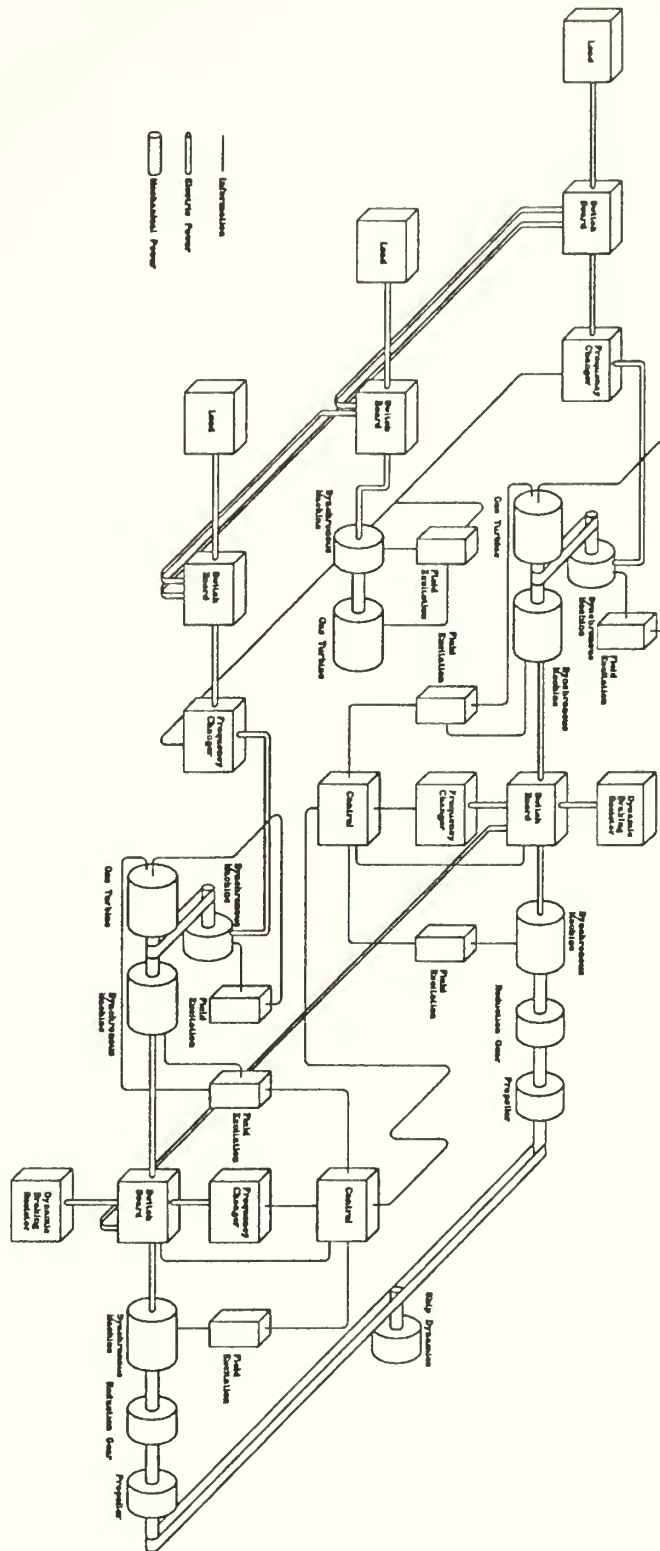 Load
Switch
Board
Frequency
Changer
Gas Turbine
Synchronous Machine
Field
Excitation
Synchronous Machine
Dynamic
Braking
Resistor
Switch
Board
Frequency
Changer
Control
Field
Excitation
Field
Excitation
Synchronous
Machine
Reduction Gear
Propeller
Load
Switch
Board
Synchronous
Machine
Field
Excitation
Gas Turbine
Ship Dynamics
Load
Switch
Board
Frequency
Changer
Gas Turbine
Synchronous
Machine
Field
Excitation
Synchronous
Machine
Field
Excitation
Control
Frequency
Changer
Switch
Board
Dynamic
Braking
Resistor
Field
Excitation
Synchronous
Machine
Reduction Gear
Propeller
Information
Electric Power
Mechanical Power